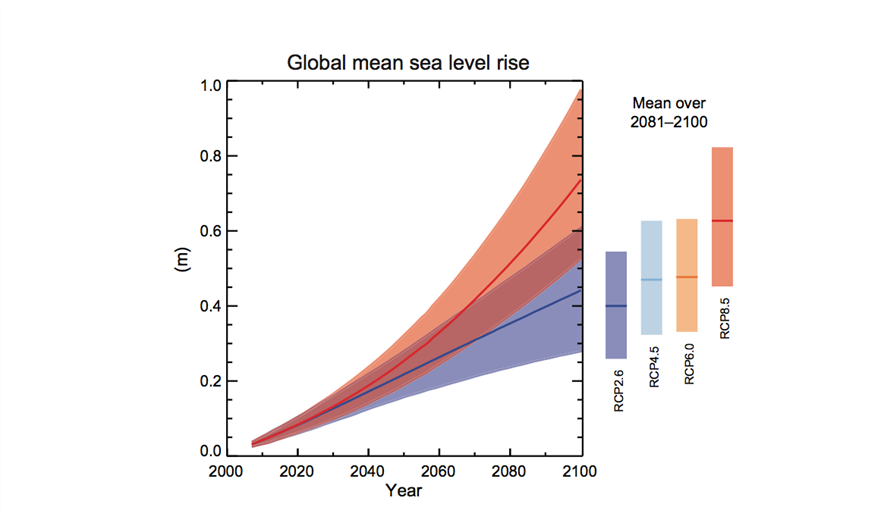 Global mean sea level rise
1.0
0.8
0.6
0.4
0.2
0.0
(m)
2000 2020 2040 2060 2080 2100
Year
Mean over
2081–2100
RCP2.6
RCP4.5
RCP6.0
RCP8.5